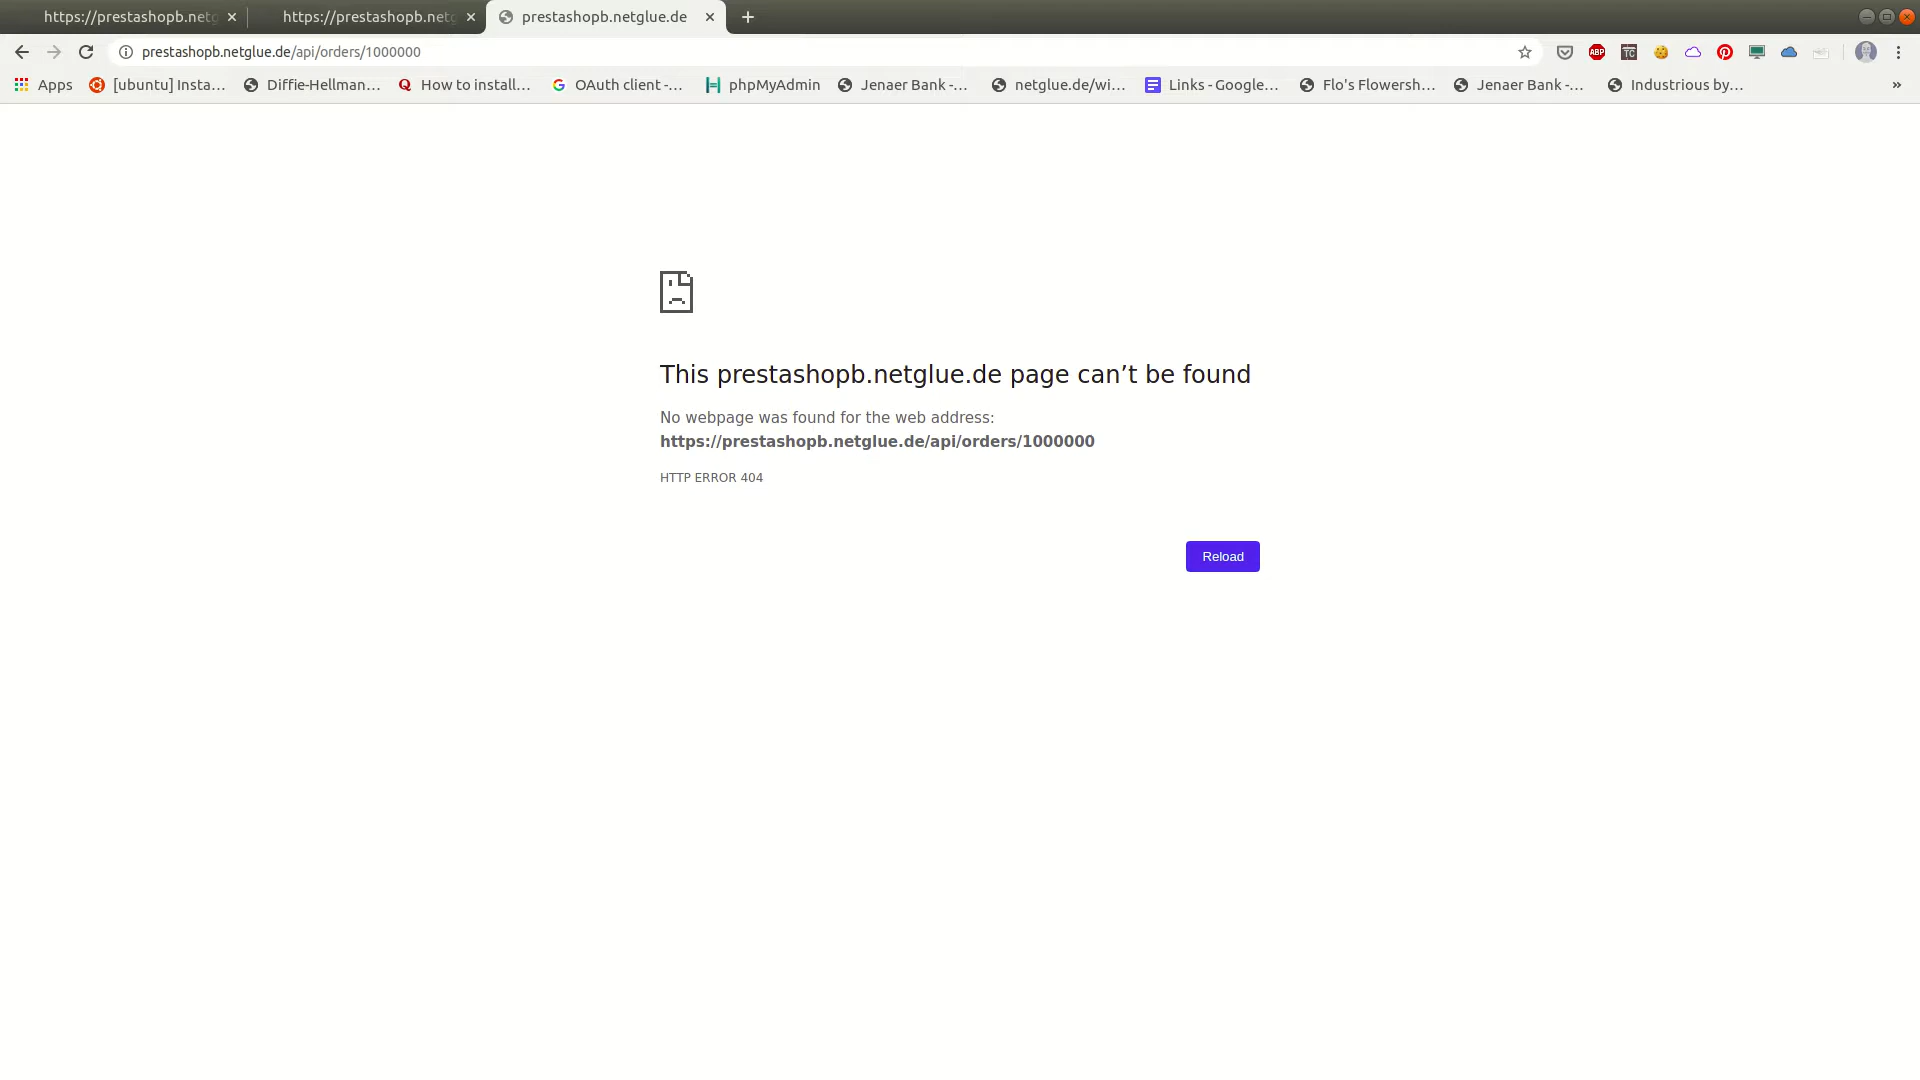 https://prestashopb.netg
https://prestashopb.netg
prestashopb.netglue.de
prestashopb.netglue.de/api/orders/1000000
ABP
TC
Apps
[ubuntu] Insta…
Diffie-Hellman…
How to install…
OAuth client -…
phpMyAdmin
Jenaer Bank -…
netglue.de/wi…
Links - Google…
Flo's Flowersh…
Jenaer Bank -…
Industrious by…
»
This prestashopb.netglue.de page can’t be found
No webpage was found for the web address:
https://prestashopb.netglue.de/api/orders/1000000
HTTP ERROR 404
Reload